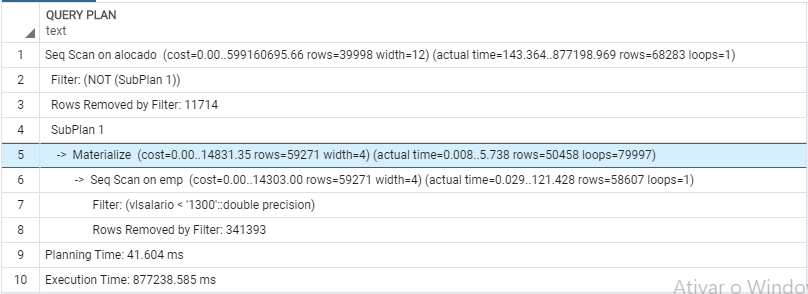 QUERY PLAN
text
1 Seq Scan on alocado (cost=0.00..599160695.66 rows=39998 width=12) (actual time=143.364..877198.969 rows=68283 loops=1)
2 Filter: (NOT (SubPlan 1))
3 Rows Removed by Filter: 11714
4 SubPlan 1
5 -> Materialize (cost=0.00..14831.35 rows=59271 width=4) (actual time=0.008..5.738 rows=50458 loops=79997)
6 -> Seq Scan on emp (cost=0.00..14303.00 rows=59271 width=4) (actual time=0.029..121.428 rows=58607 loops=1)
7 Filter: (vlsalario < '1300'::double precision)
8 Rows Removed by Filter: 341393
9 Planning Time: 41.604 ms
10 Execution Time: 877238.585 ms
Ativar o Windo